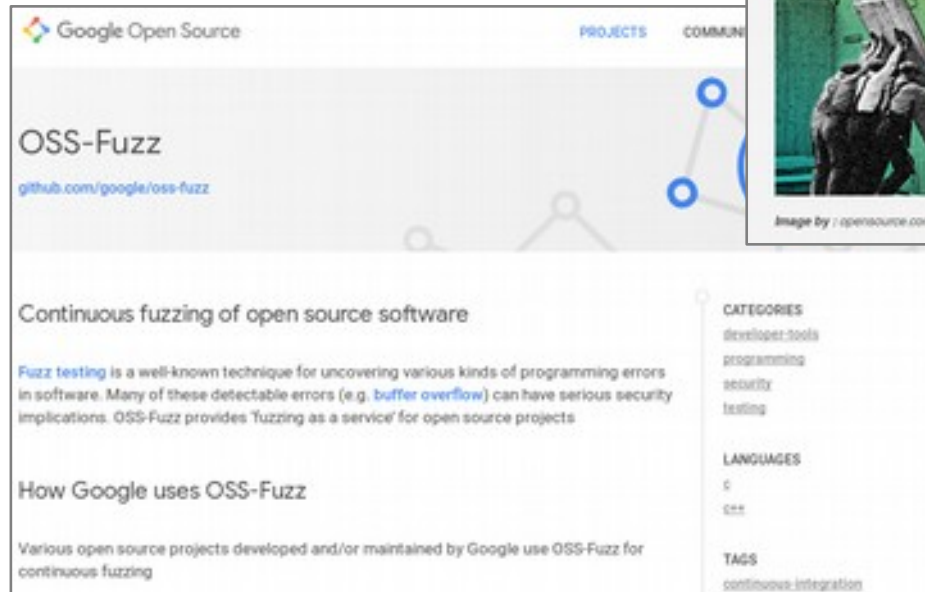 Google Open Source
PROJECTS
OSS-Fuzz
github.com/google/oss-fuzz
Image by : opensource.co
Continuous fuzzing of open source software
Fuzz testing is a well-known technique for uncovering various kinds of programming errors
in software. Many of these detectable errors (e.g. buffer overflow) can have serious security
implications. OSS-Fuzz provides 'fuzzing as a service' for open source projects
How Google uses OSS-Fuzz
Various open source projects developed and/or maintained by Google use OSS-Fuzz for
continuous fuzzing
CATEGORIES
developer-tools
programming
security
testing
LANGUAGES
c
c++
TAGS
continuous-integration